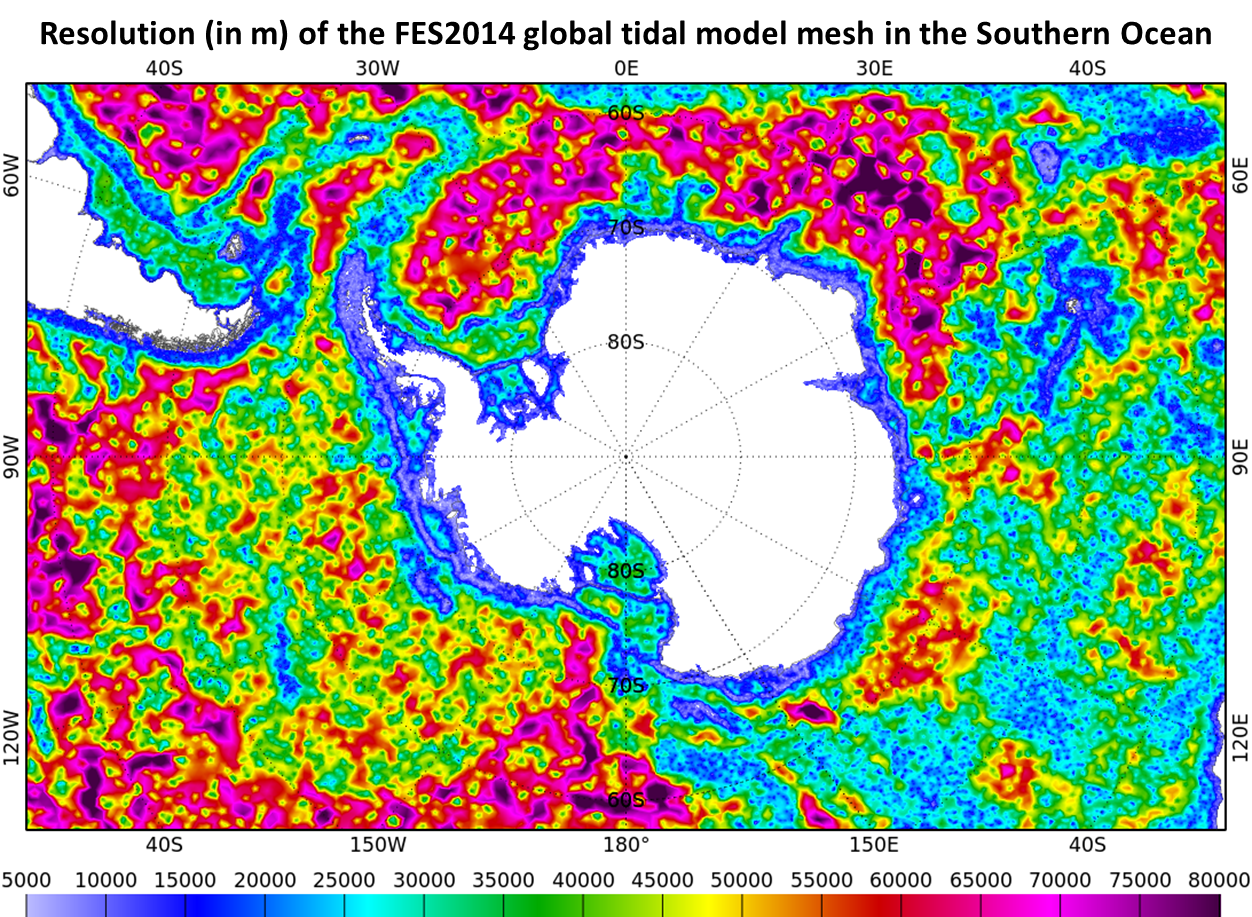 Resolution (in m) of the FES2014 global tidal model mesh in the Southern Ocean
40S 30W 0E 30E 40S
60S
60W 60E
70S
80S
90W 90E
80S
70S
120W 120E
60S
40S 150W 180° 150E 40S
5000 10000 15000 20000 25000 30000 35000 40000 45000 50000 55000 60000 65000 70000 75000 80000